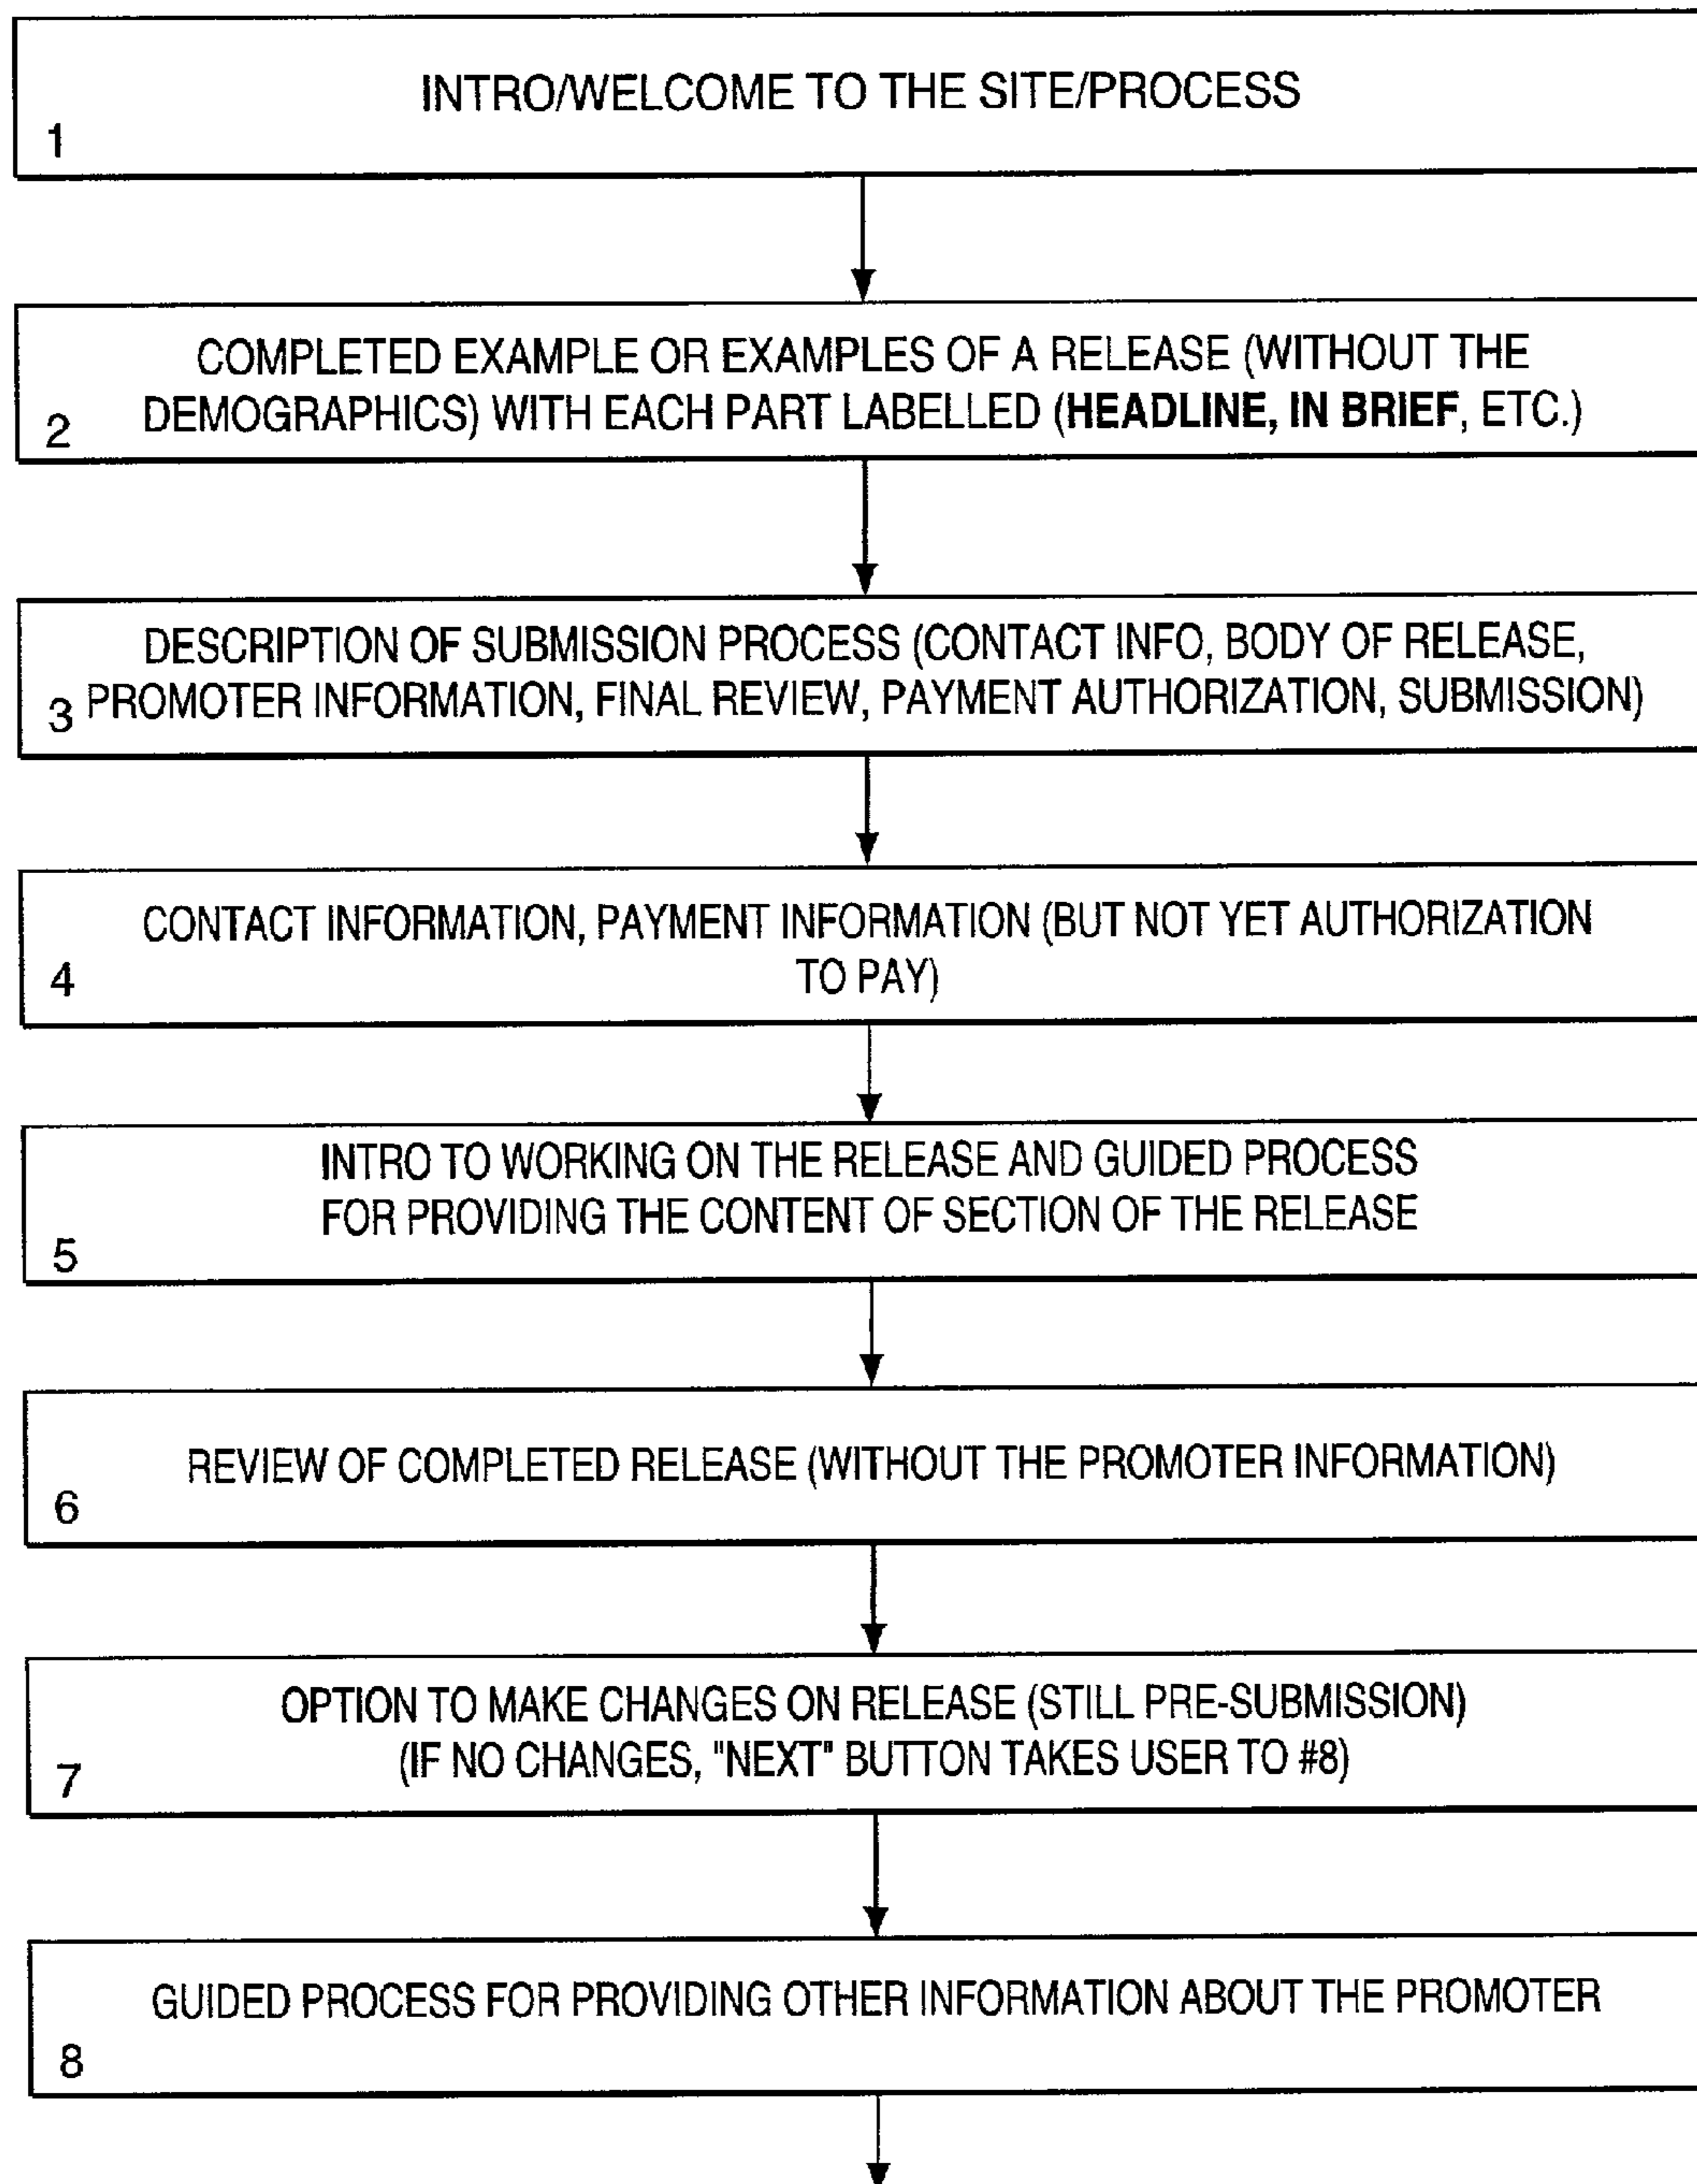 INTRO/WELCOME TO THE SITE/PROCESS
1
COMPLETED EXAMPLE OR EXAMPLES OF A RELEASE (WITHOUT THE
DEMOGRAPHICS) WITH EACH PART LABELLED (HEADLINE, IN BRIEF, ETC.)
2
DESCRIPTION OF SUBMISSION PROCESS (CONTACT INFO, BODY OF RELEASE,
PROMOTER INFORMATION, FINAL REVIEW, PAYMENT AUTHORIZATION, SUBMISSION)
3
CONTACT INFORMATION, PAYMENT INFORMATION (BUT NOT YET AUTHORIZATION
TO PAY)
4
INTRO TO WORKING ON THE RELEASE AND GUIDED PROCESS
FOR PROVIDING THE CONTENT OF SECTION OF THE RELEASE
5
REVIEW OF COMPLETED RELEASE (WITHOUT THE PROMOTER INFORMATION)
6
OPTION TO MAKE CHANGES ON RELEASE (STILL PRE-SUBMISSION)
(IF NO CHANGES, "NEXT" BUTTON TAKES USER TO #8)
7
GUIDED PROCESS FOR PROVIDING OTHER INFORMATION ABOUT THE PROMOTER
8